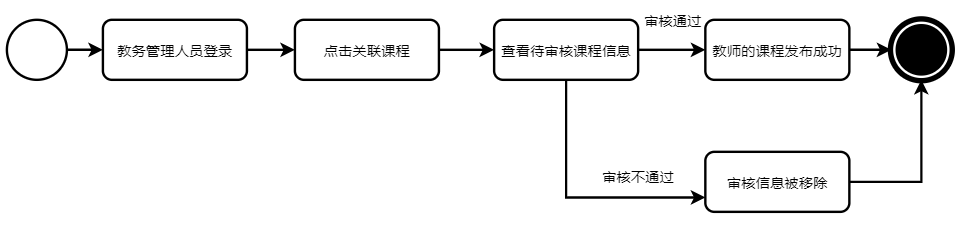 审核通过
教务管理人员登录
点击关联课程
查看待审核课程信息
教师的课程发布成功
审核不通过
审核信息被移除